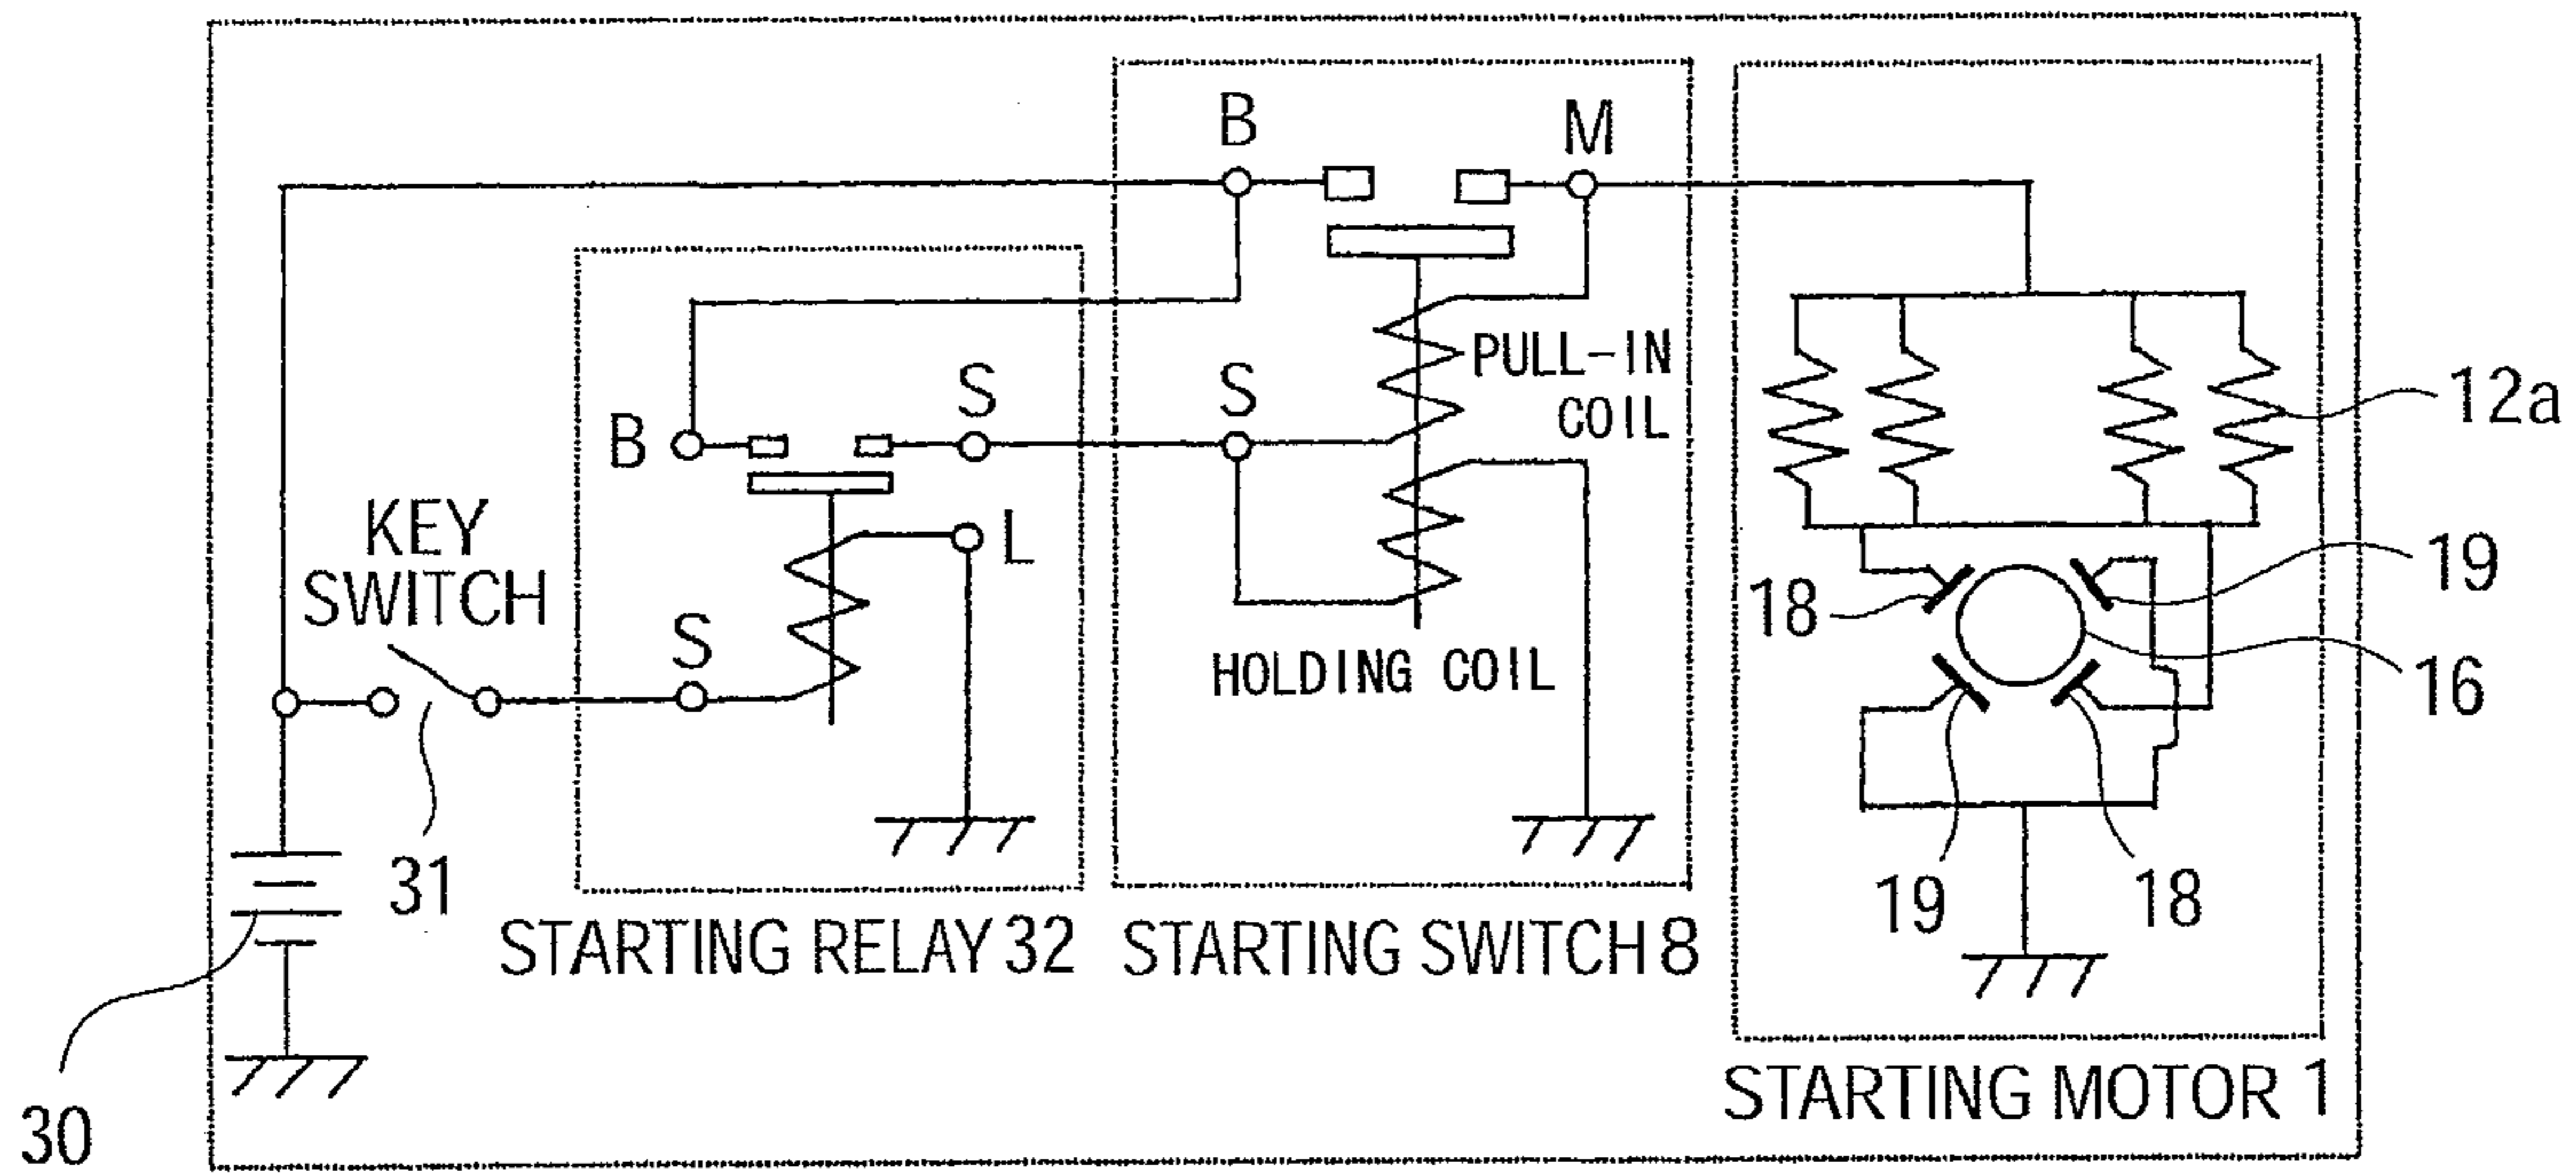 B
M
PULL-IN
COIL
S
S
B
12a
KEY
SWITCH
L
19
18
S
HOLDING COIL
16
31
19
18
STARTING RELAY 32
STARTING SWITCH 8
STARTING MOTOR 1
30